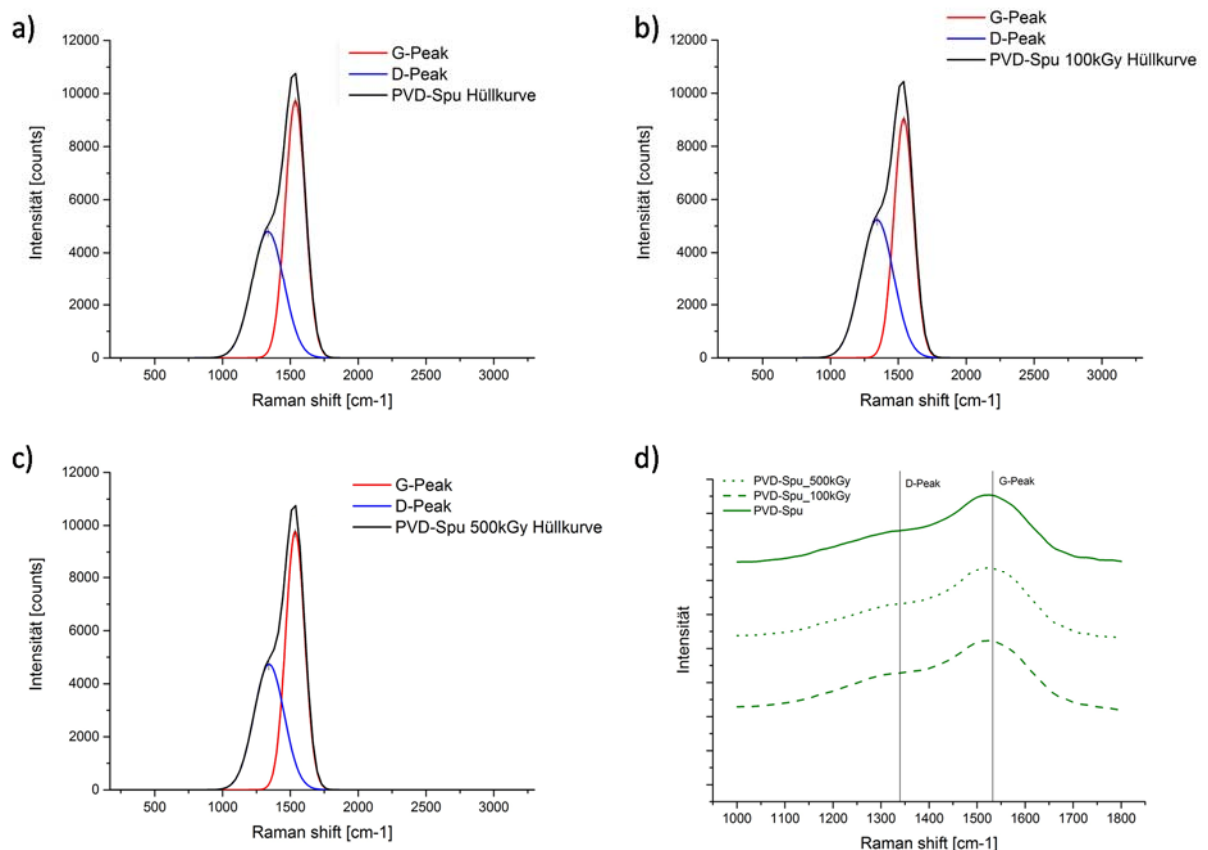 a)
G-Peak
D-Peak
PVD-Spu Hüllkurve
Intensität [counts]
12000
10000
8000
6000
4000
2000
0
500 1000 1500 2000 2500 3000
Raman shift [cm-1]
b)
G-Peak
D-Peak
PVD-Spu 100kGy Hüllkurve
Intensität [counts]
12000
10000
8000
6000
4000
2000
0
500 1000 1500 2000 2500 3000
Raman shift [cm-1]
c)
G-Peak
D-Peak
PVD-Spu 500kGy Hüllkurve
Intensität [counts]
12000
10000
8000
6000
4000
2000
0
500 1000 1500 2000 2500 3000
Raman shift [cm-1]
d)
PVD-Spu_500kGy
PVD-Spu_100kGy
PVD-Spu
D-Peak
G-Peak
Intensität
1000 1100 1200 1300 1400 1500 1600 1700 1800
Raman shift [cm-1]